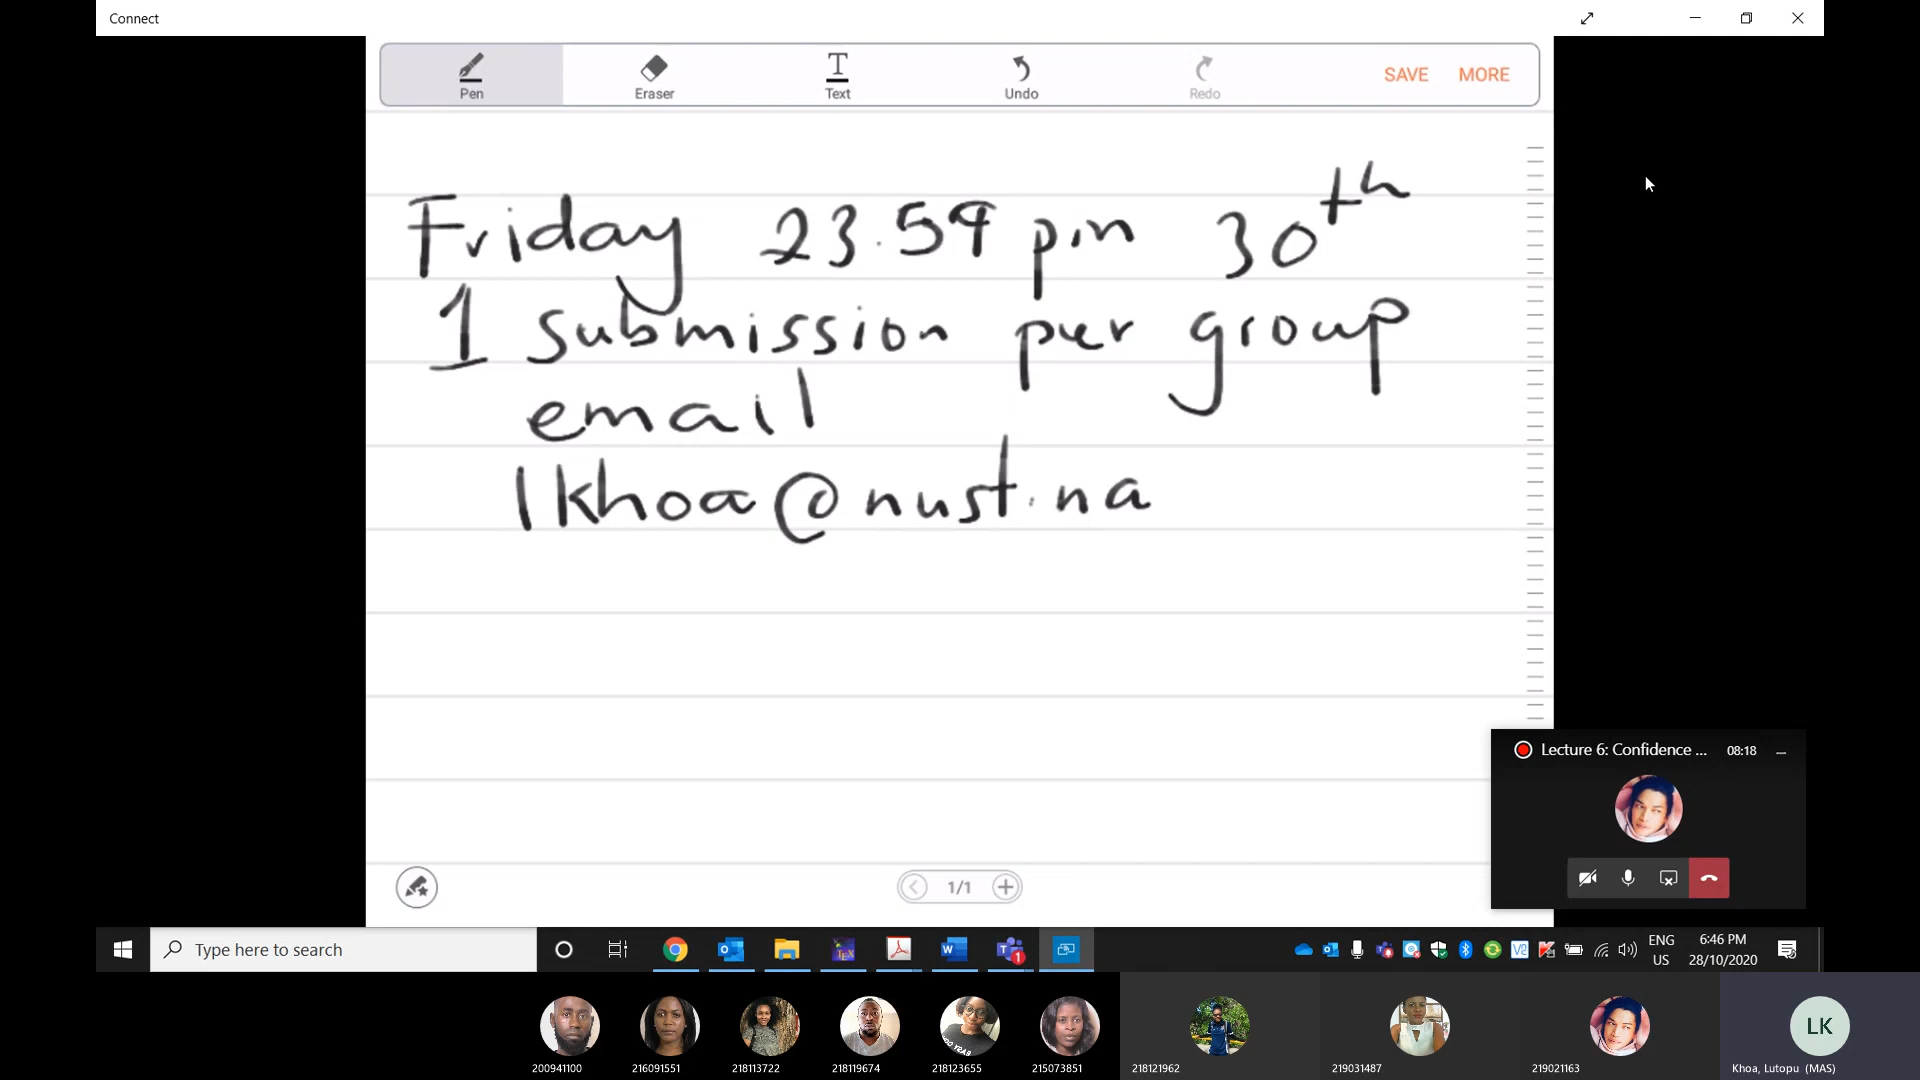 Connect
Pen
Eraser
Text
Undo
Redo
SAVE
MORE
Friday 23.59 pm 30th
1 submission per group
email
lkhoa@nust.na
1/1
Lecture 6: Confidence ...
08:18
Type here to search
ENG
US
6:46 PM
28/10/2020
200941100
216091551
218113722
218119674
218123655
215073851
218121962
219031487
219021163
LK
Khoa, Lutopu (MAS)